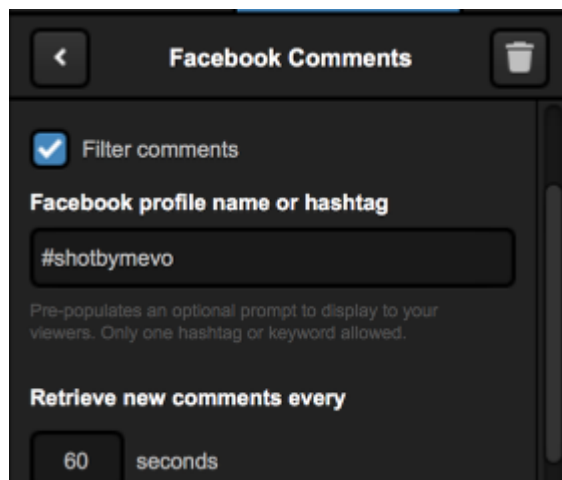 Facebook Comments
Filter comments
Facebook profile name or hashtag
#shotbymevo
Pre-populates an optional prompt to display to your
viewers. Only one hashtag or keyword allowed.
Retrieve new comments every
60 seconds